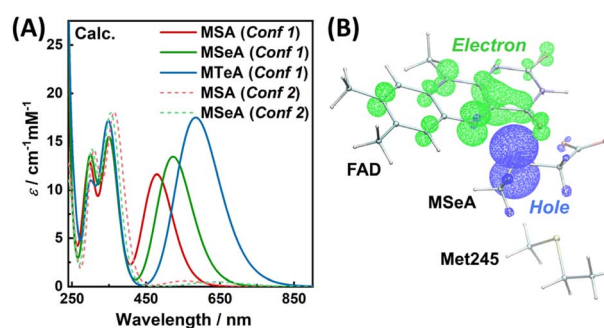 (A)
Calc.
MSA (Conf 1)
MSeA (Conf 1)
MTeA (Conf 1)
MSA (Conf 2)
MSeA (Conf 2)
25
20
15
10
5
0
ε / cm⁻¹mM⁻¹
250 450 650 850
Wavelength / nm
(B)
Electron
FAD
MSeA
Hole
Met245